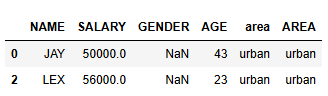 NAME SALARY GENDER AGE area AREA
0 JAY 50000.0 NaN 43 urban urban
2 LEX 56000.0 NaN 23 urban urban